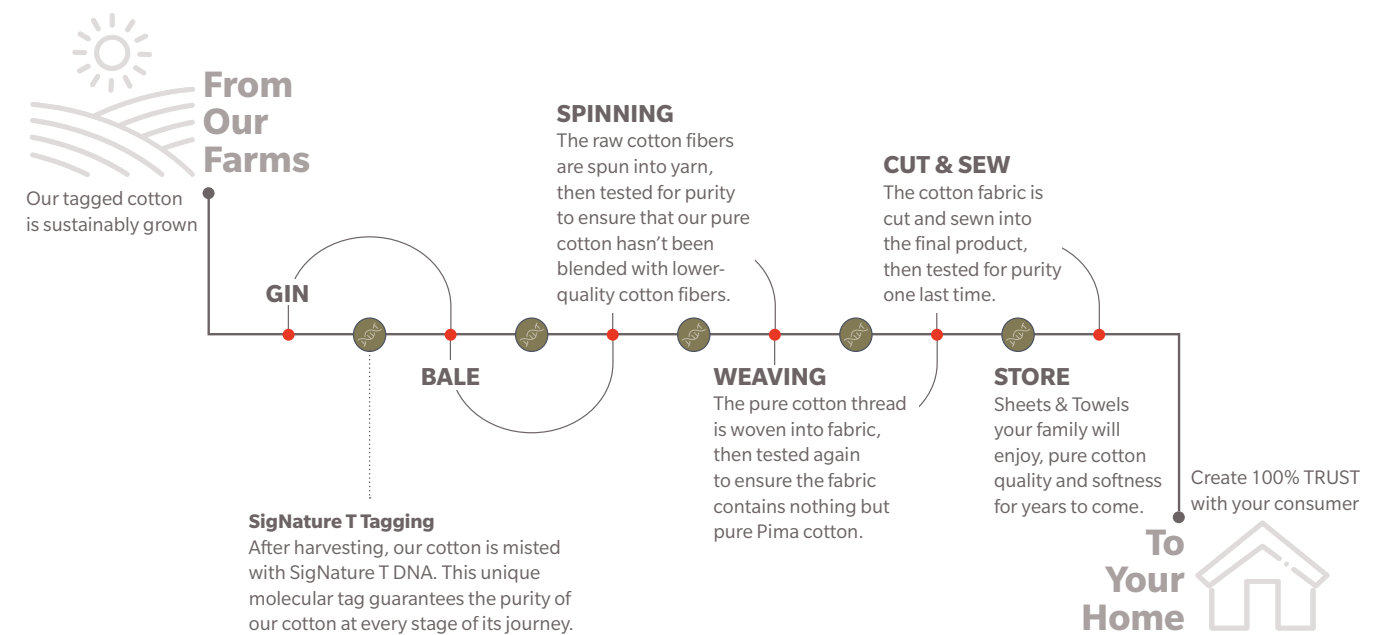 From
Our
Farms
Our tagged cotton
is sustainably grown
GIN
SigNature T Tagging
After harvesting, our cotton is misted
with SigNature T DNA. This unique
molecular tag guarantees the purity of
our cotton at every stage of its journey.
BALE
SPINNING
The raw cotton fibers
are spun into yarn,
then tested for purity
to ensure that our pure
cotton hasn’t been
blended with lower-
quality cotton fibers.
WEAVING
The pure cotton thread
is woven into fabric,
then tested again
to ensure the fabric
contains nothing but
pure Pima cotton.
CUT & SEW
The cotton fabric is
cut and sewn into
the final product,
then tested for purity
one last time.
STORE
Sheets & Towels
your family will
enjoy, pure cotton
quality and softness
for years to come.
Create 100% TRUST
with your consumer
To
Your
Home